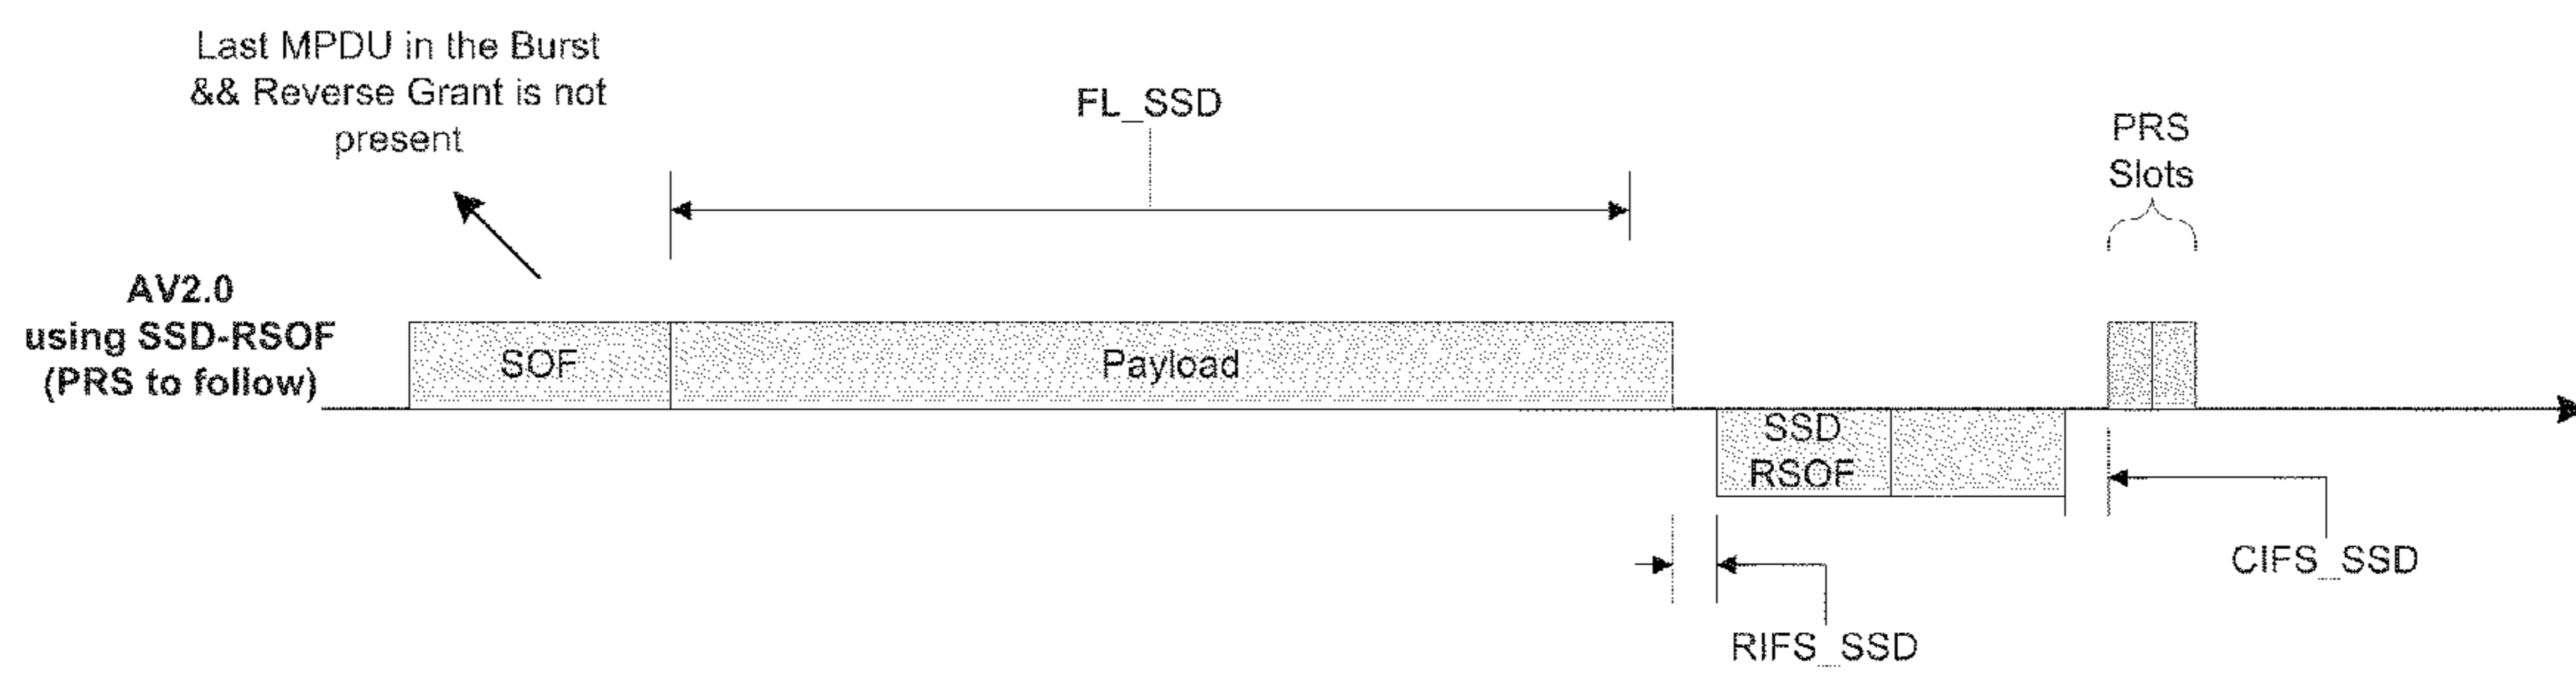 Last MPDU in the Burst
&& Reverse Grant is not
present
FL_SSD
PRS
Slots
AV2.0
using SSD-RSOF
(PRS to follow)
SOF
Payload
SSD
RSOF
CIFS_SSD
RIFS_SSD